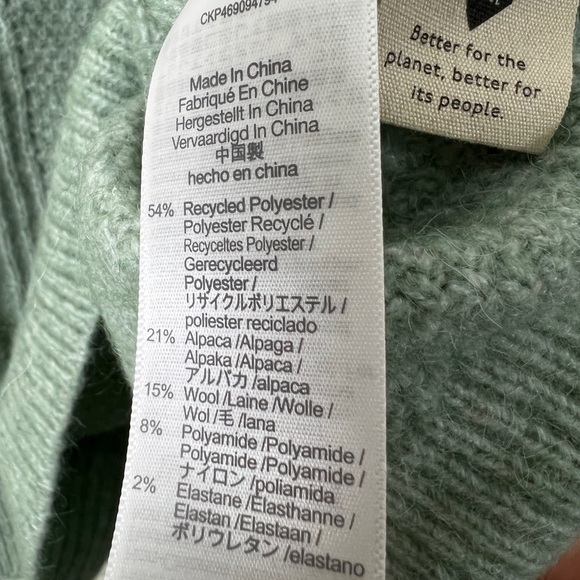 Made In China
Fabriqué En Chine
Hergestellt In China
Vervaardigd In China
中国製
hecho en china
54% Recycled Polyester /
Polyester Recyclé /
Recyceltes Polyester /
Gerecycleerd
Polyester /
リサイクルポリエステル /
poliester reciclado
21% Alpaca /Alpaga /
Alpaka /Alpaca /
アルパカ /alpaca
15% Wool /Laine /Wolle /
Wol /毛 /lana
8% Polyamide /Polyamide /
Polyamide /Polyamide /
ナイロン /poliamida
2% Elastane /Élasthanne /
Elastan /Elastaan /
ポリウレタン /elastano
Better for the
planet, better for
its people.